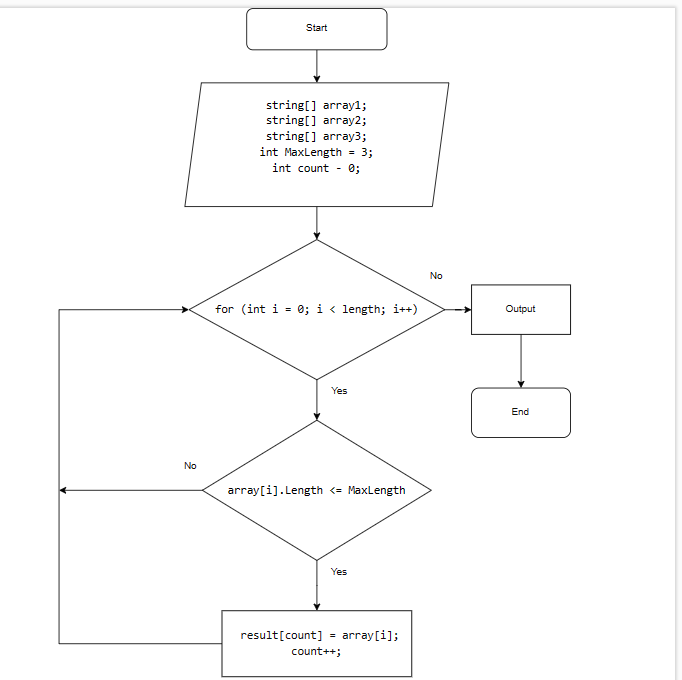 Start
string[] array1;
string[] array2;
string[] array3;
int MaxLength = 3;
int count - 0;
No
for (int i = 0; i < length; i++)
Output
Yes
End
No
array[i].Length <= MaxLength
Yes
result[count] = array[i];
count++;